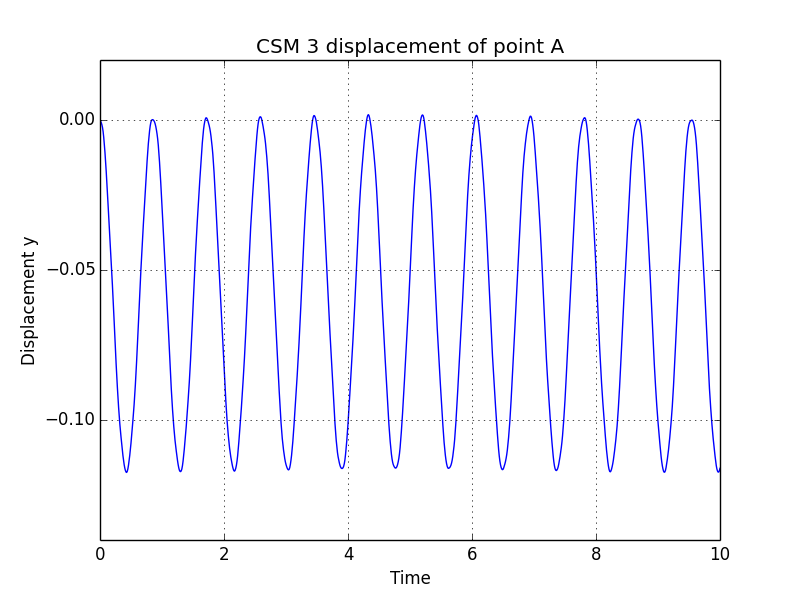 CSM 3 displacement of point A
0.00
−0.05
−0.10
Displacement y
0 2 4 6 8 10
Time